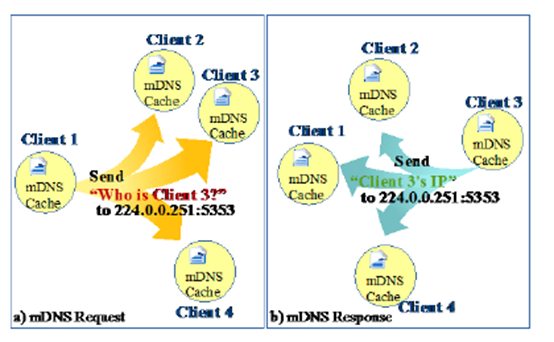 Client 2
mDNS
Cache
Client 3
mDNS
Cache
Client 1
mDNS
Cache
Send
“Who is Client 3?”
to 224.0.0.251:5353
mDNS
Cache
Client 4
a) mDNS Request
Client 2
mDNS
Cache
Client 3
mDNS
Cache
Client 1
mDNS
Cache
Send
“Client 3's IP”
to 224.0.0.251:5353
mDNS
Cache
Client 4
b) mDNS Response